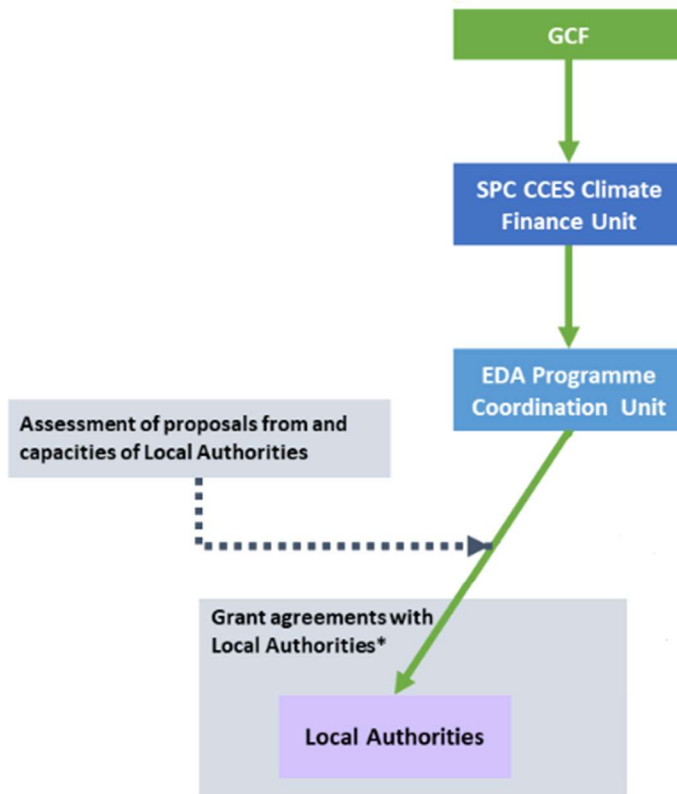 GCF
SPC CCES Climate
Finance Unit
EDA Programme
Coordination Unit
Assessment of proposals from and
capacities of Local Authorities
Grant agreements with
Local Authorities*
Local Authorities